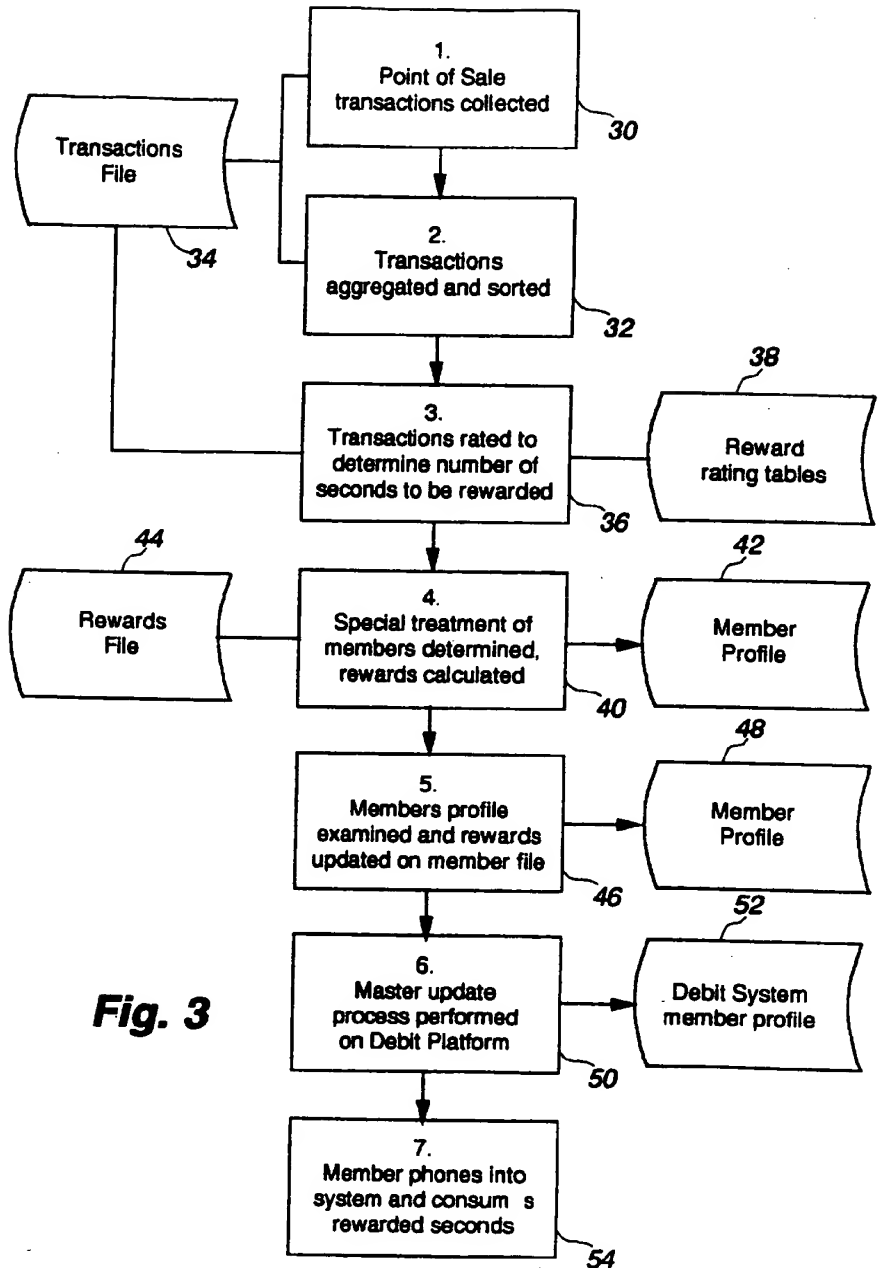 1.
Point of Sale
transactions collected
30
Transactions
File
34
2.
Transactions
aggregated and sorted
32
38
3.
Transactions rated to
determine number of
seconds to be rewarded
36
Reward
rating tables
44
Rewards
File
4.
Special treatment of
members determined,
rewards calculated
40
42
Member
Profile
5.
Members profile
examined and rewards
updated on member file
46
48
Member
Profile
Fig. 3
6.
Master update
process performed
on Debit Platform
50
52
Debit System
member profile
7.
Member phones into
system and consum s
rewarded seconds
54